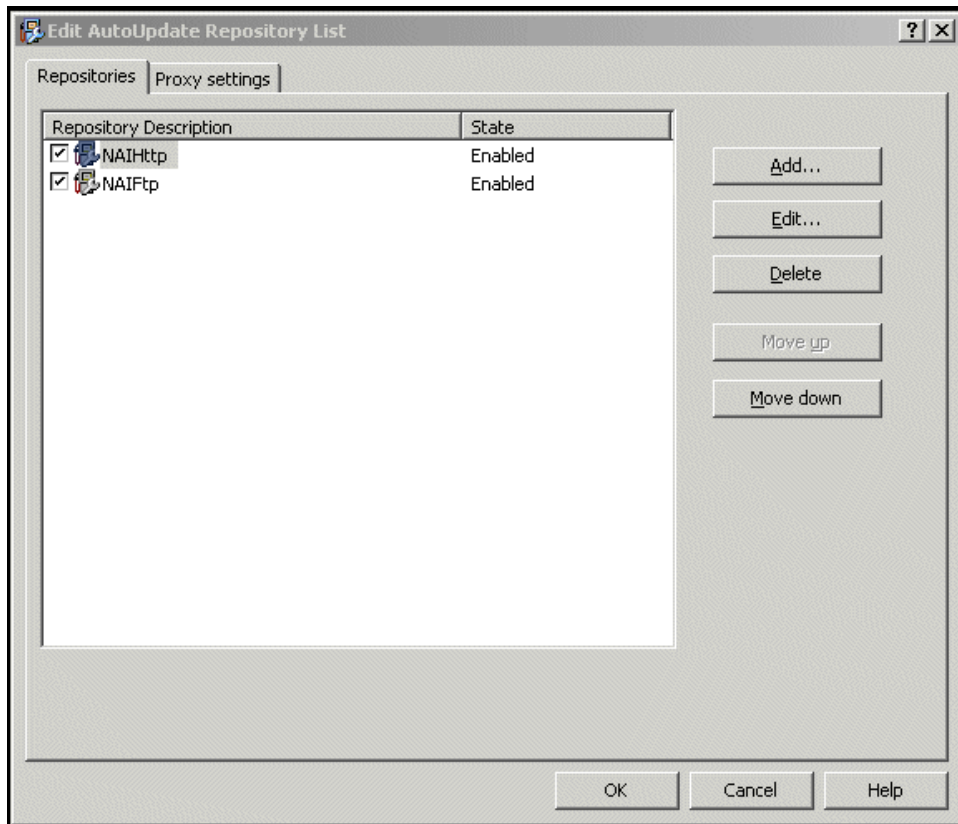 Edit AutoUpdate Repository List
Repositories Proxy settings
Repository Description State
NAIHttp Enabled
NAIFtp Enabled
Add...
Edit...
Delete
Move up
Move down
OK Cancel Help